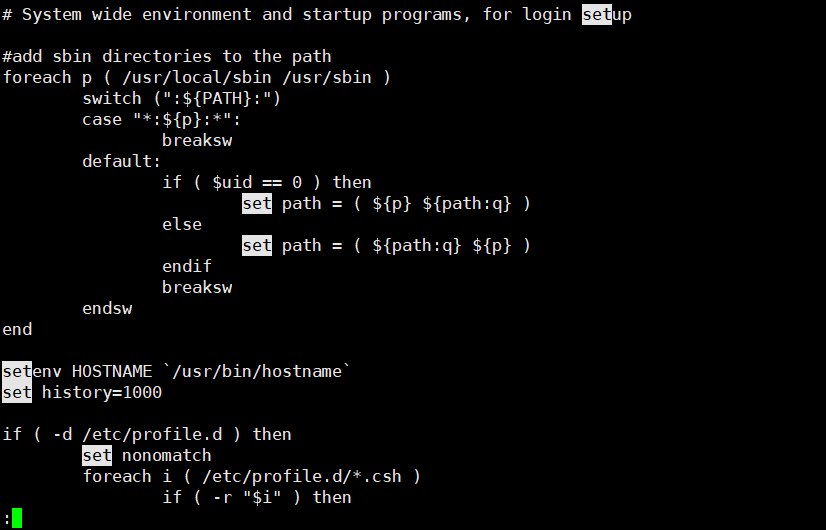 # System wide environment and startup programs, for login setup
#add sbin directories to the path
foreach p ( /usr/local/sbin /usr/sbin )
switch (":${PATH}:")
case "*:${p}:*":
breaksw
default:
if ( $uid == 0 ) then
set path = ( ${p} ${path:q} )
else
set path = ( ${path:q} ${p} )
endif
breaksw
endsw
end
setenv HOSTNAME `/usr/bin/hostname`
set history=1000
if ( -d /etc/profile.d ) then
set nonomatch
foreach i ( /etc/profile.d/*.csh )
if ( -r "$i" ) then
: